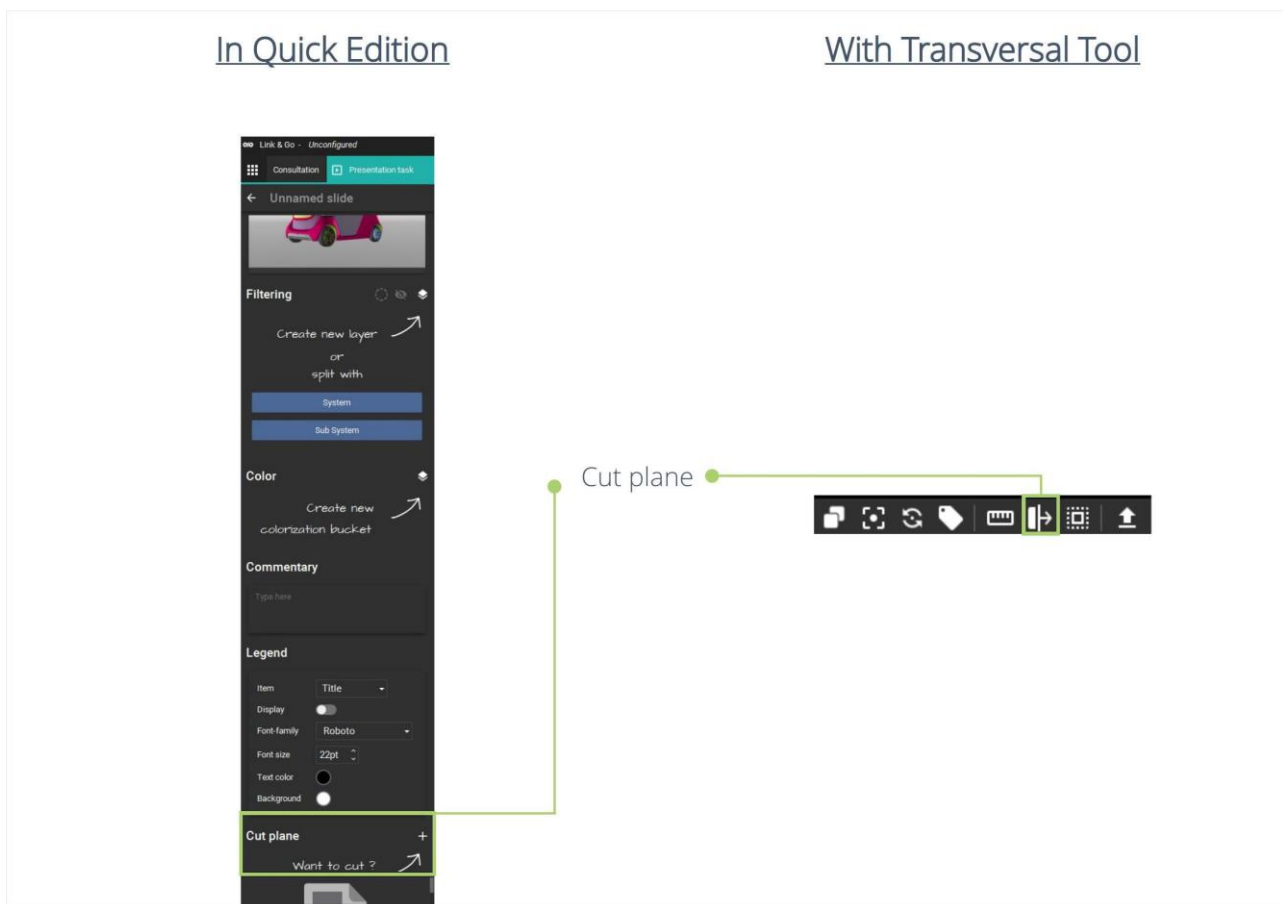 In Quick Edition
With Transversal Tool
Link & Go - Unconfigured
Consultation
Presentation task
Unnamed slide
Filtering
Create new layer
or
split with
System
Sub System
Color
Create new
colorization bucket
Commentary
Type here
Legend
Item Title
Display
Font-family Roboto
Font size 22pt
Text color
Background
Cut plane +
Want to cut ?
Cut plane